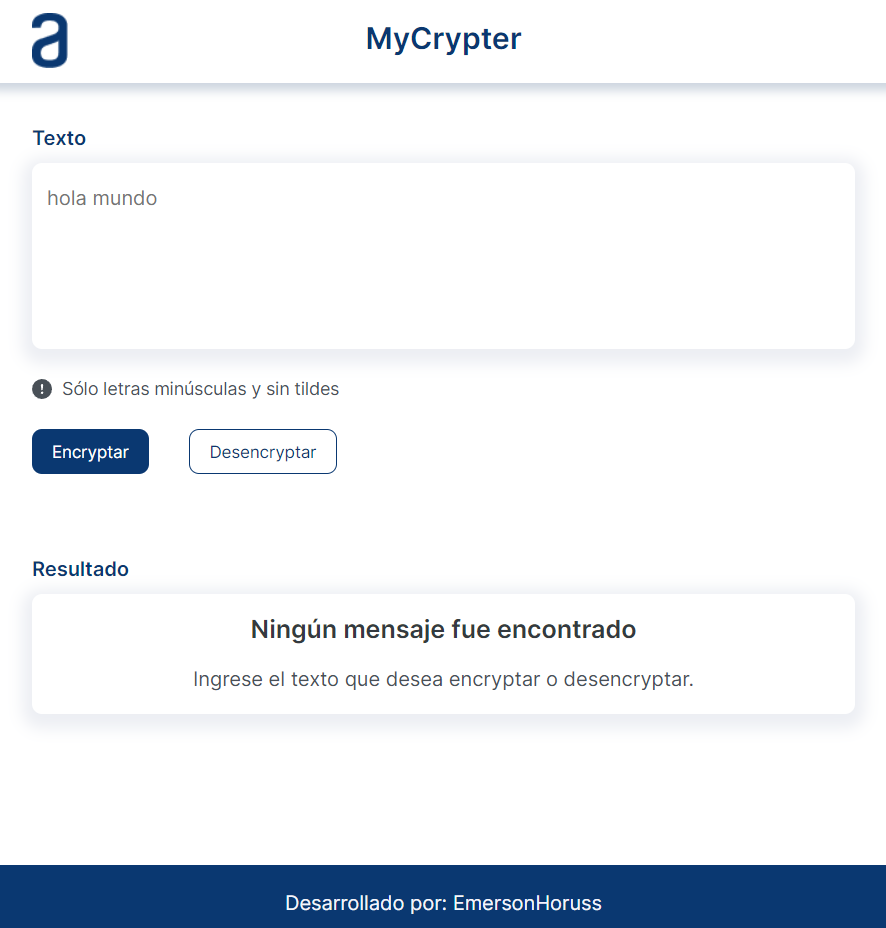 a
MyCrypter
Texto
hola mundo
Sólo letras minúsculas y sin tildes
Encryptar
Desencryptar
Resultado
Ningún mensaje fue encontrado
Ingrese el texto que desea encryptar o desencryptar.
Desarrollado por: EmersonHoruss